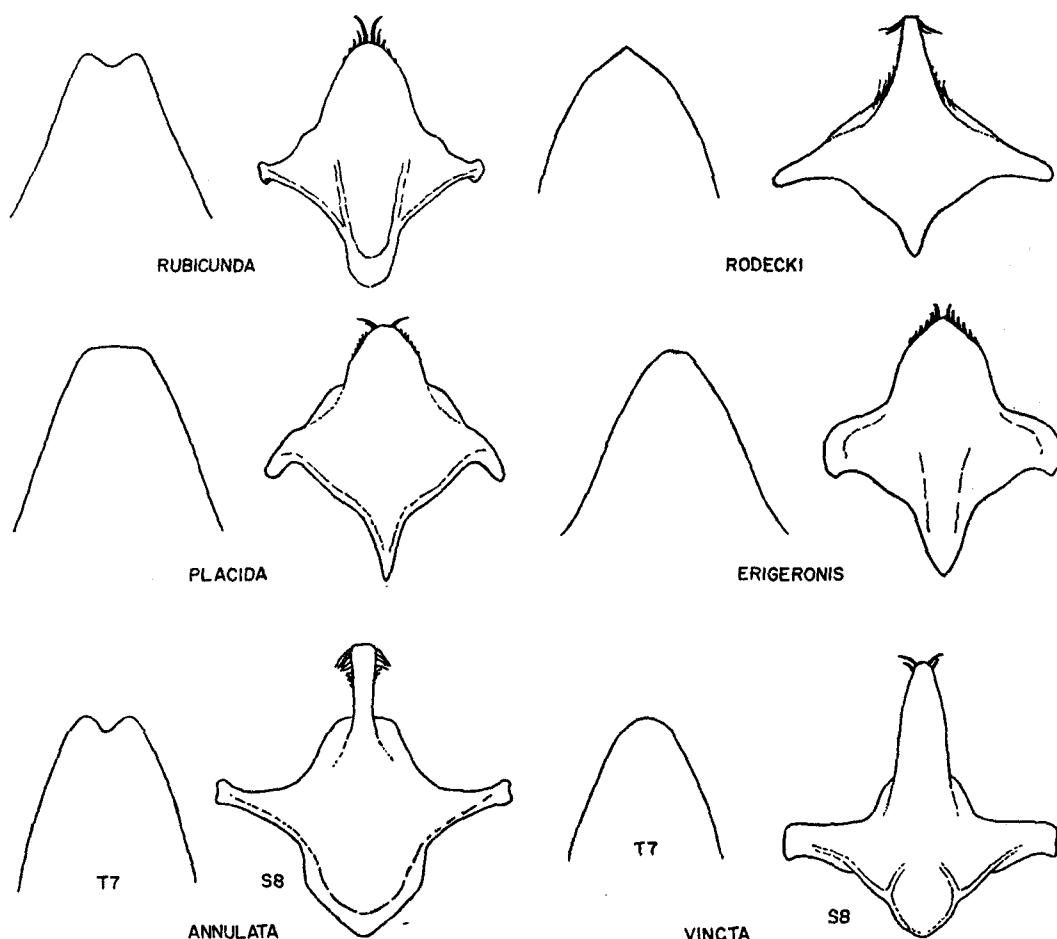 RUBICUNDA
RODECKI
PLACIDA
ERIGERONIS
T7
S8
ANNULATA
T7
S8
VINCTA